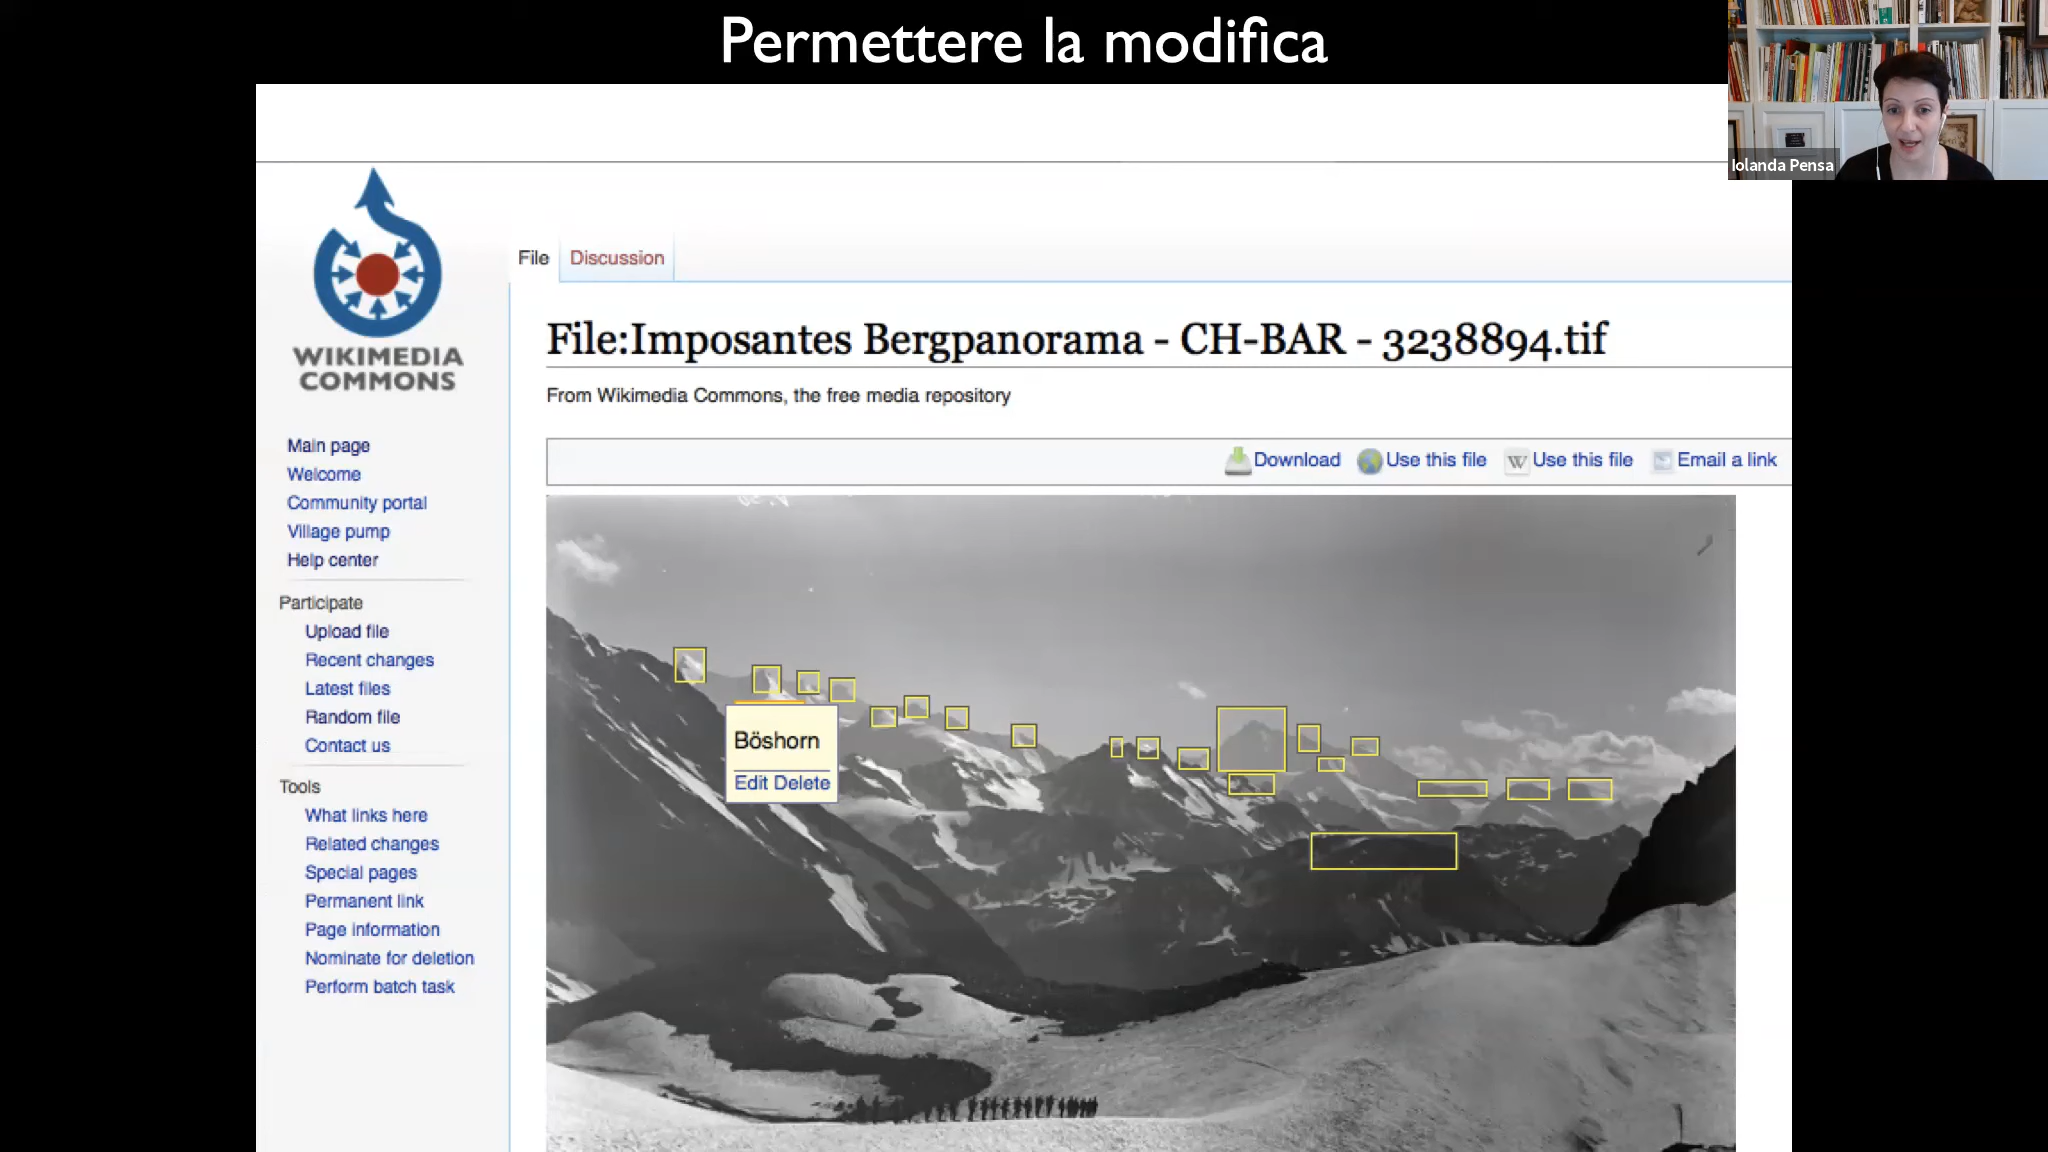 Permettere la modifica
Iolanda Pensa
WIKIMEDIA
COMMONS
File
Discussion
File:Imposantes Bergpanorama - CH-BAR - 3238894.tif
From Wikimedia Commons, the free media repository
Download
Use this file
W
Use this file
Email a link
Main page
Welcome
Community portal
Village pump
Help center
Participate
Upload file
Recent changes
Latest files
Random file
Contact us
Tools
What links here
Related changes
Special pages
Permanent link
Page information
Nominate for deletion
Perform batch task
Böshorn
Edit Delete